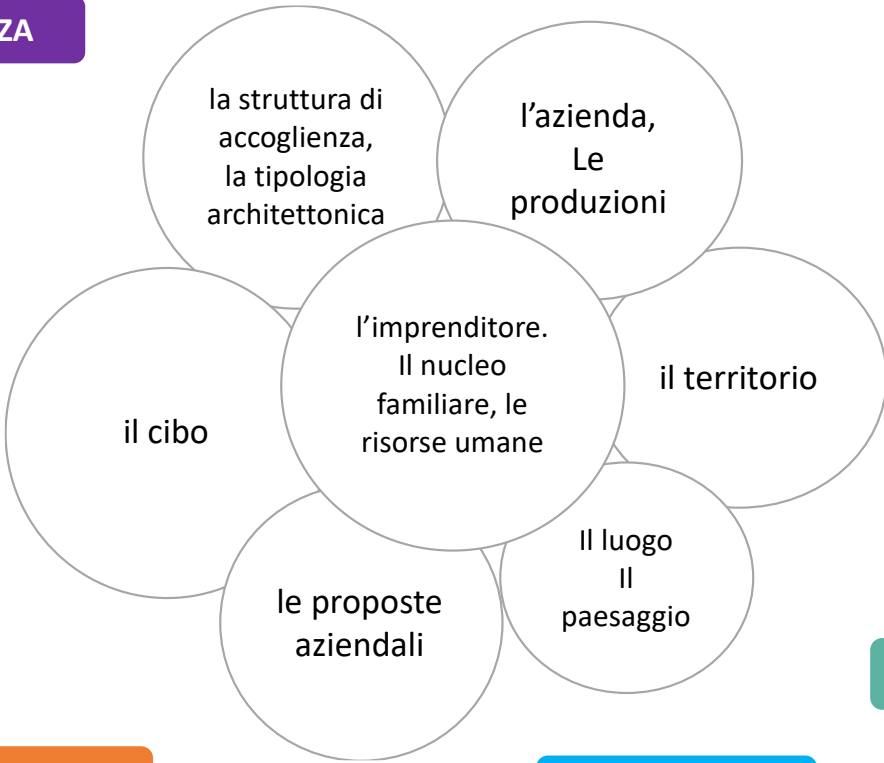 ZA
la struttura di
accoglienza,
la tipologia
architettonica
l’azienda,
Le
produzioni
l’imprenditore.
Il nucleo
familiare, le
risorse umane
il territorio
il cibo
Il luogo
Il
paesaggio
le proposte
aziendali